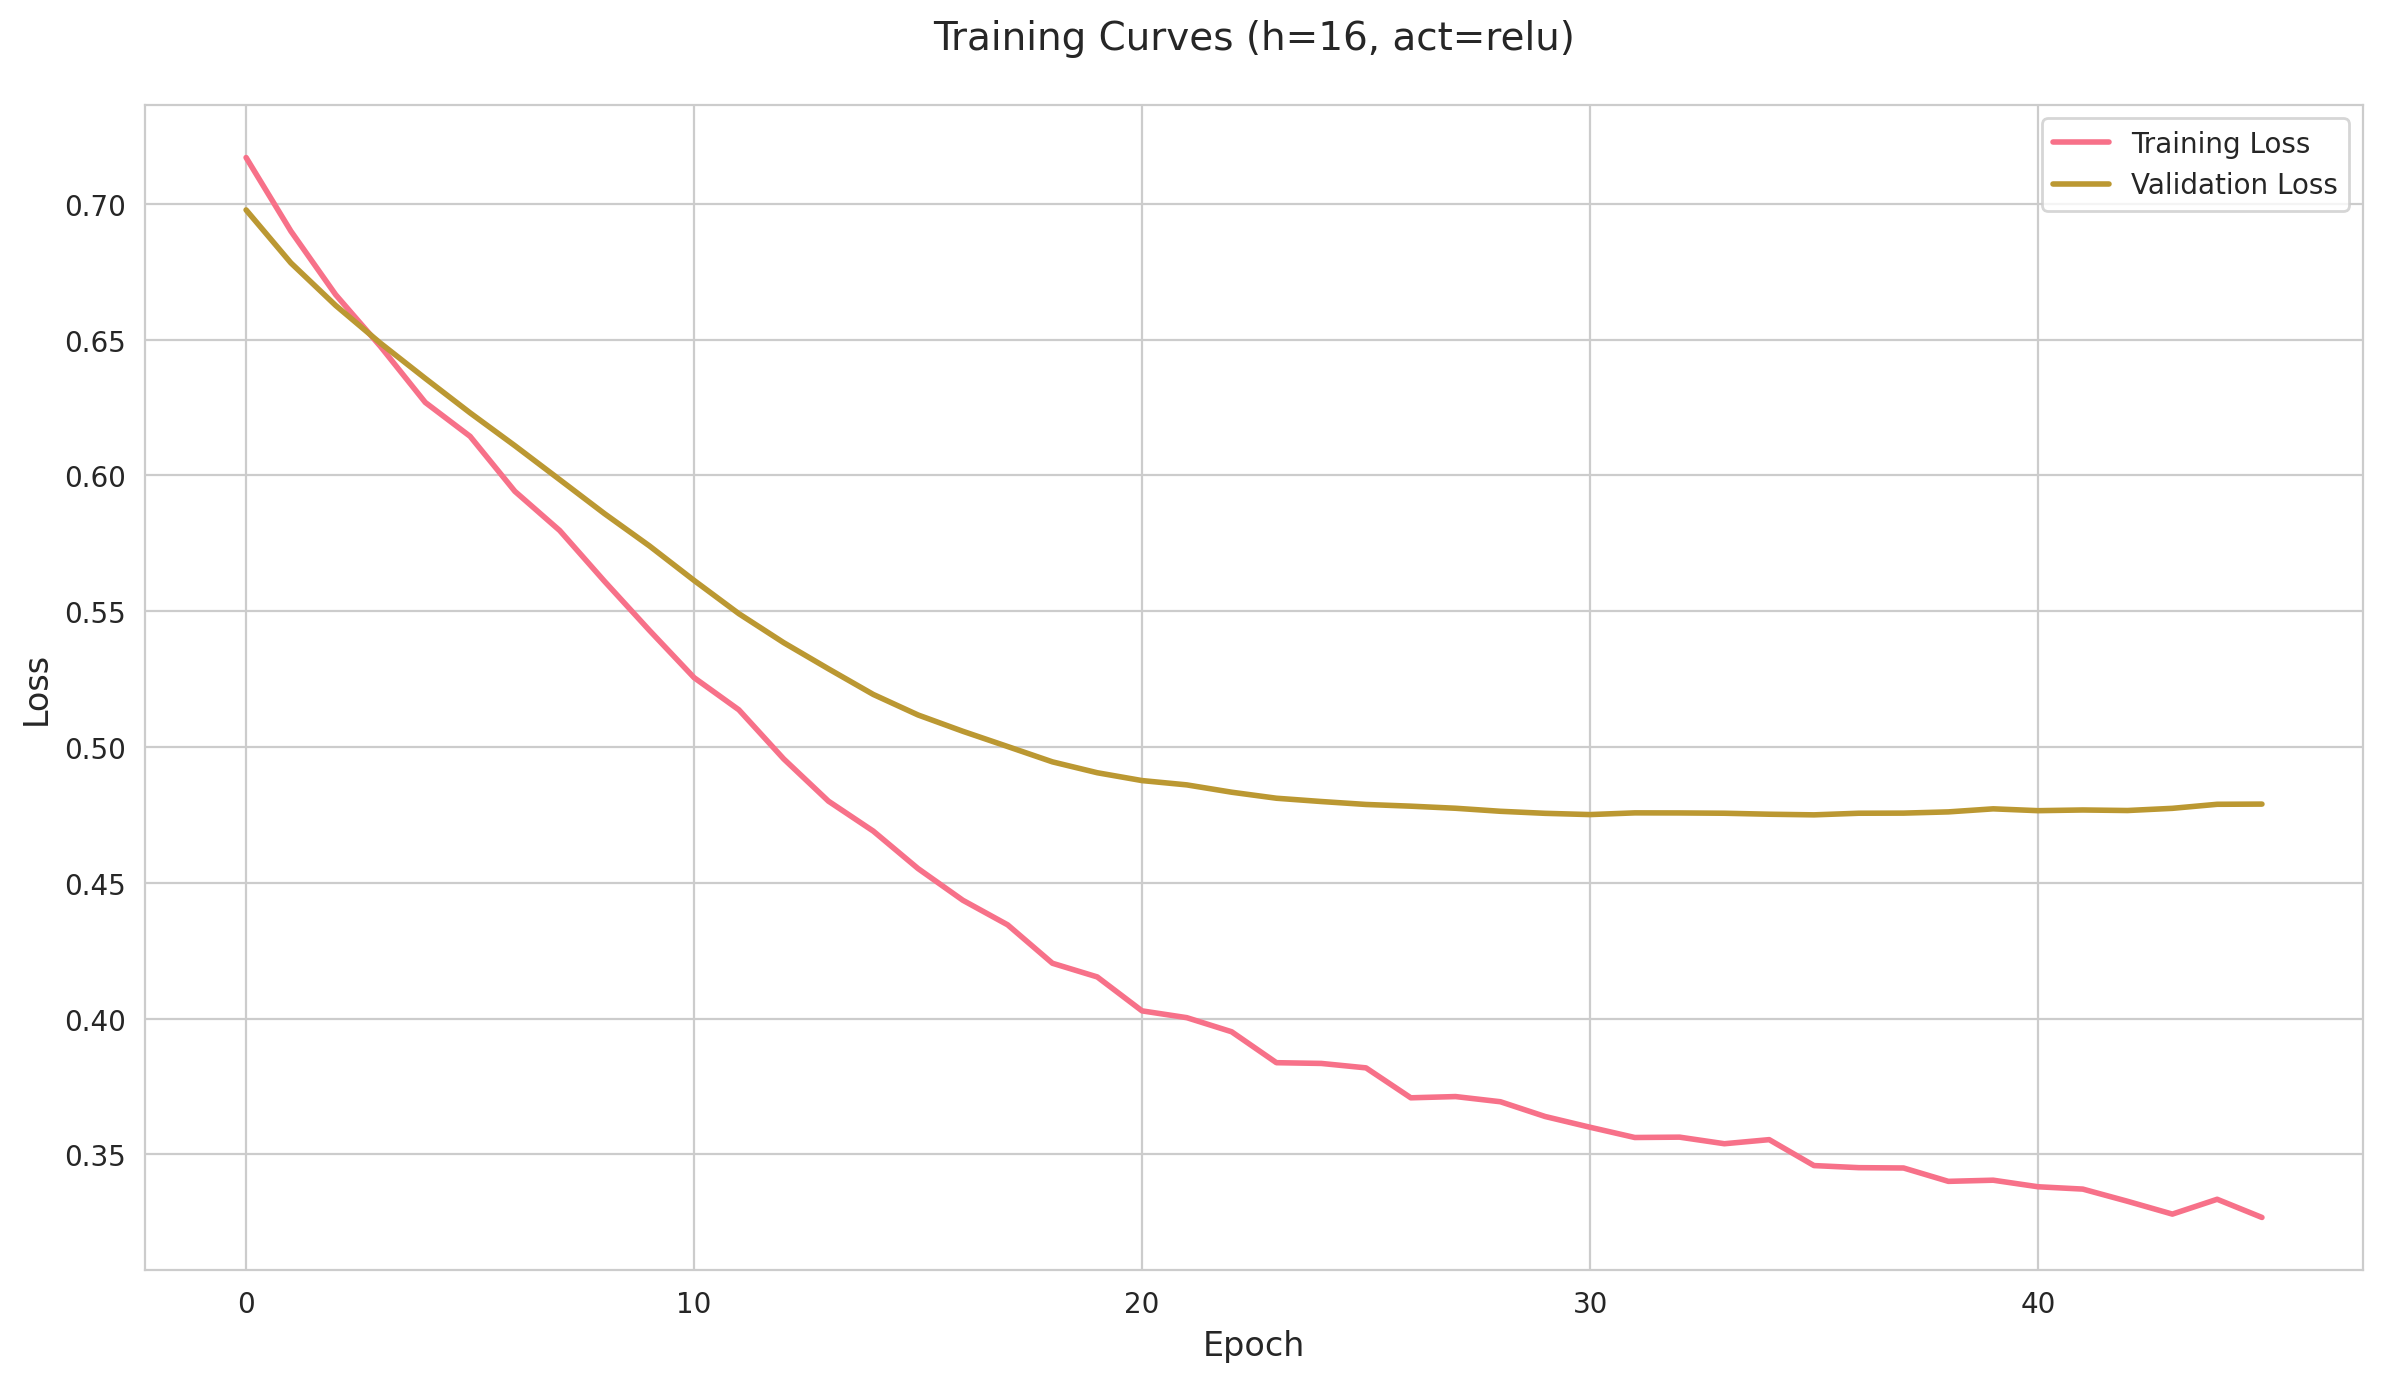 Training Curves (h=16, act=relu)
Training Loss
Validation Loss
0.70
0.65
0.60
0.55
0.50
0.45
0.40
0.35
Loss
0 10 20 30 40
Epoch